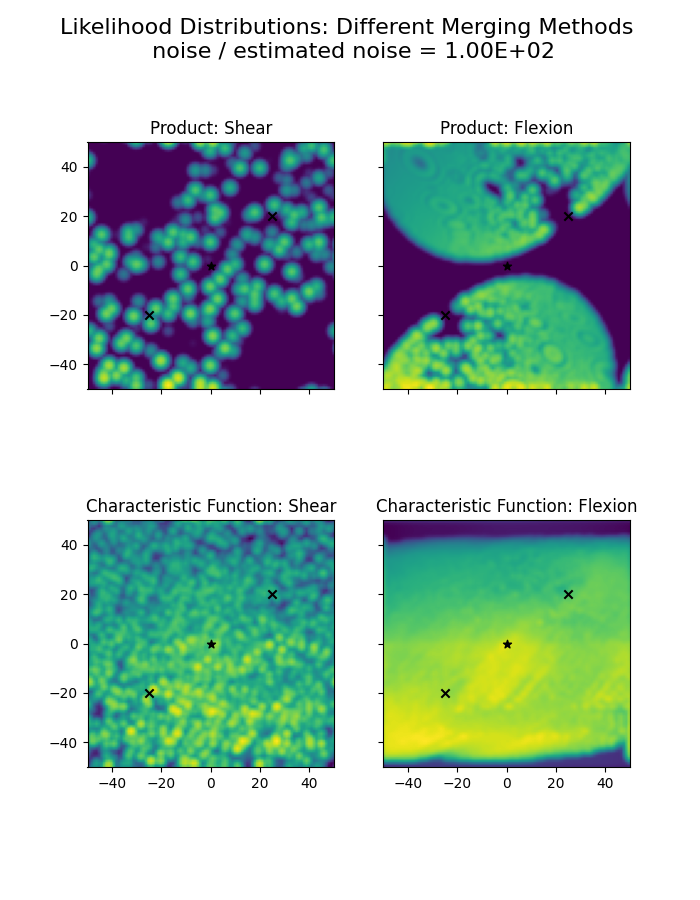 Likelihood Distributions: Different Merging Methods
noise / estimated noise = 1.00E+02
Product: Shear
Product: Flexion
40
20
0
−20
−40
Characteristic Function: Shear
Characteristic Function: Flexion
40
20
0
−20
−40
−40 −20 0 20 40
−40 −20 0 20 40